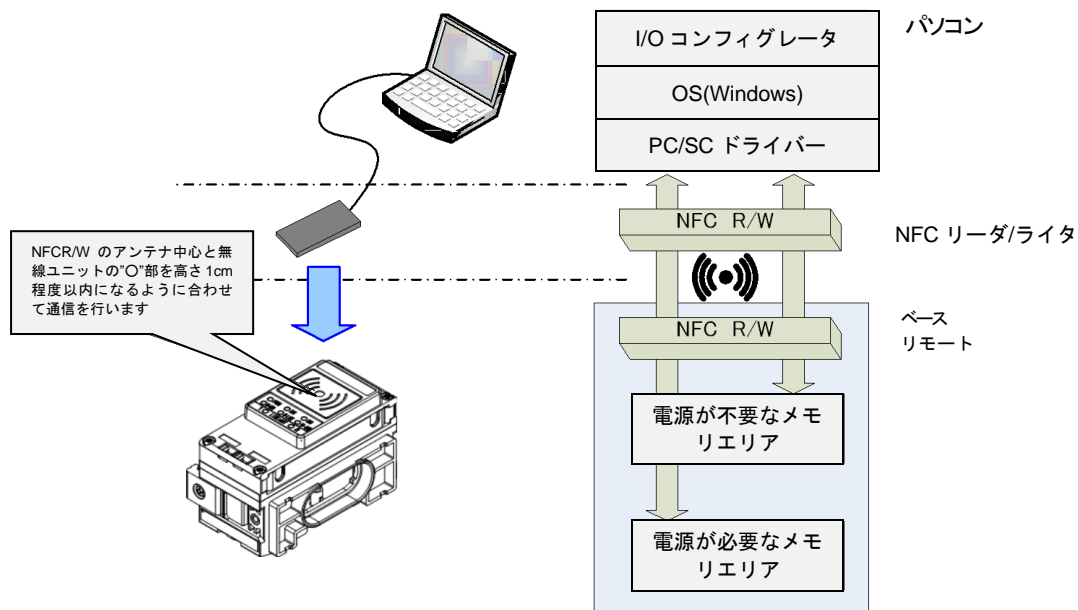 パソコン
I/O コンフィグレータ
OS(Windows)
PC/SC ドライバー
NFC R/W
NFC リーダ/ライタ
NFCR/W のアンテナ中心と無
線ユニットの"○"部を高さ 1cm
程度以内になるように合わせ
て通信を行います
NFC R/W
ベース
リモート
電源が不要なメモ
リエリア
電源が必要なメモ
リエリア